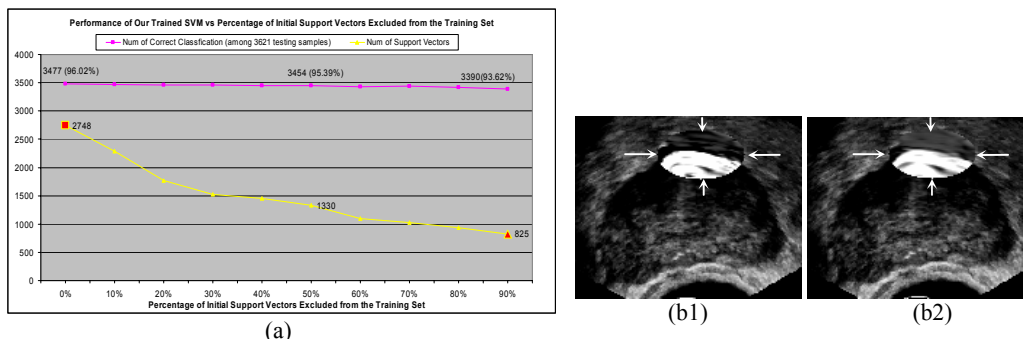 Performance of Our Trained SVM vs Percentage of Initial Support Vectors Excluded from the Training Set
Num of Correct Classfication (among 3621 testing samples) Num of Support Vectors
4000
3500
3000
2500
2000
1500
1000
500
0
3477 (96.02%) 3454 (95.39%) 3390(93.62%)
2748
1330
825
0% 10% 20% 30% 40% 50% 60% 70% 80% 90%
Percentage of Initial Support Vectors Excluded from the Training Set
(a)
(b1)
(b2)